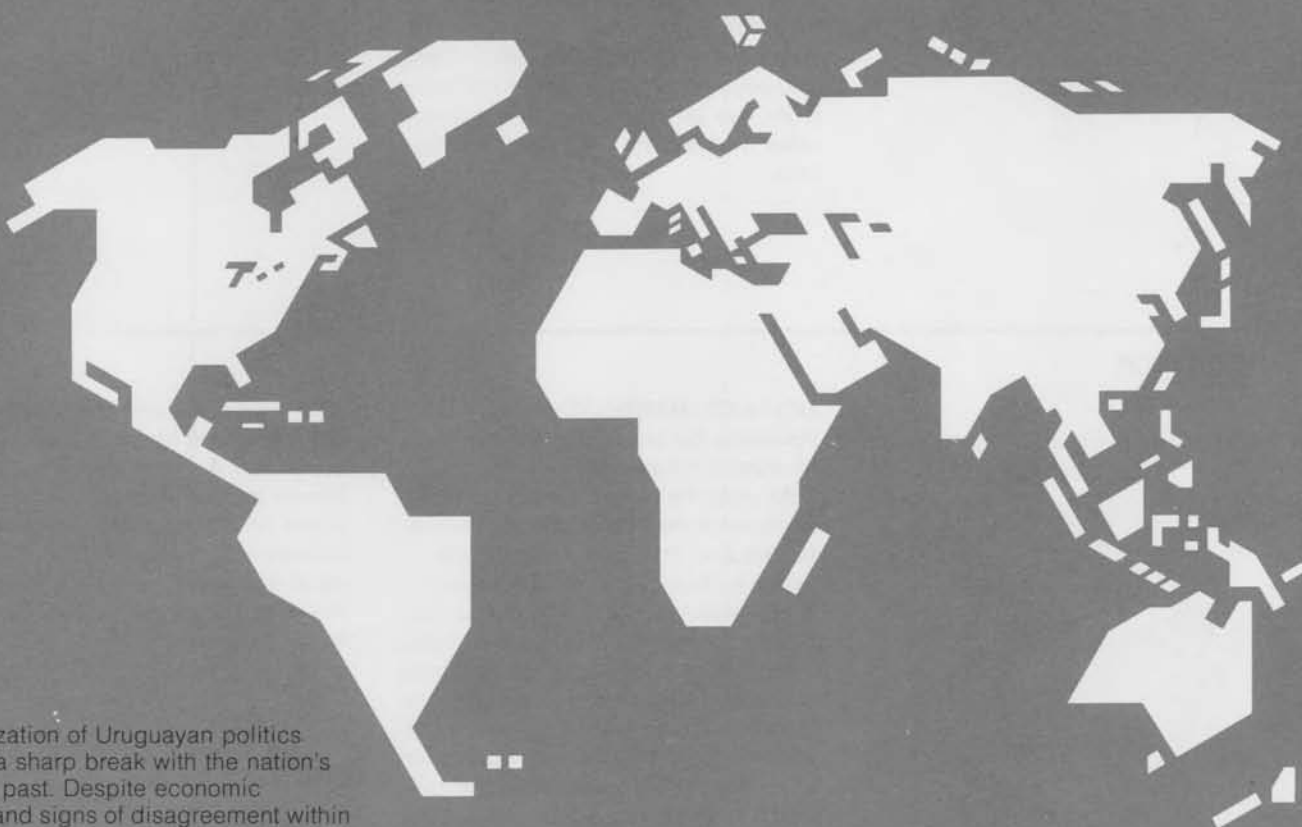 zation of Uruguayan politics
a sharp break with the nation's
past. Despite economic
and signs of disagreement within